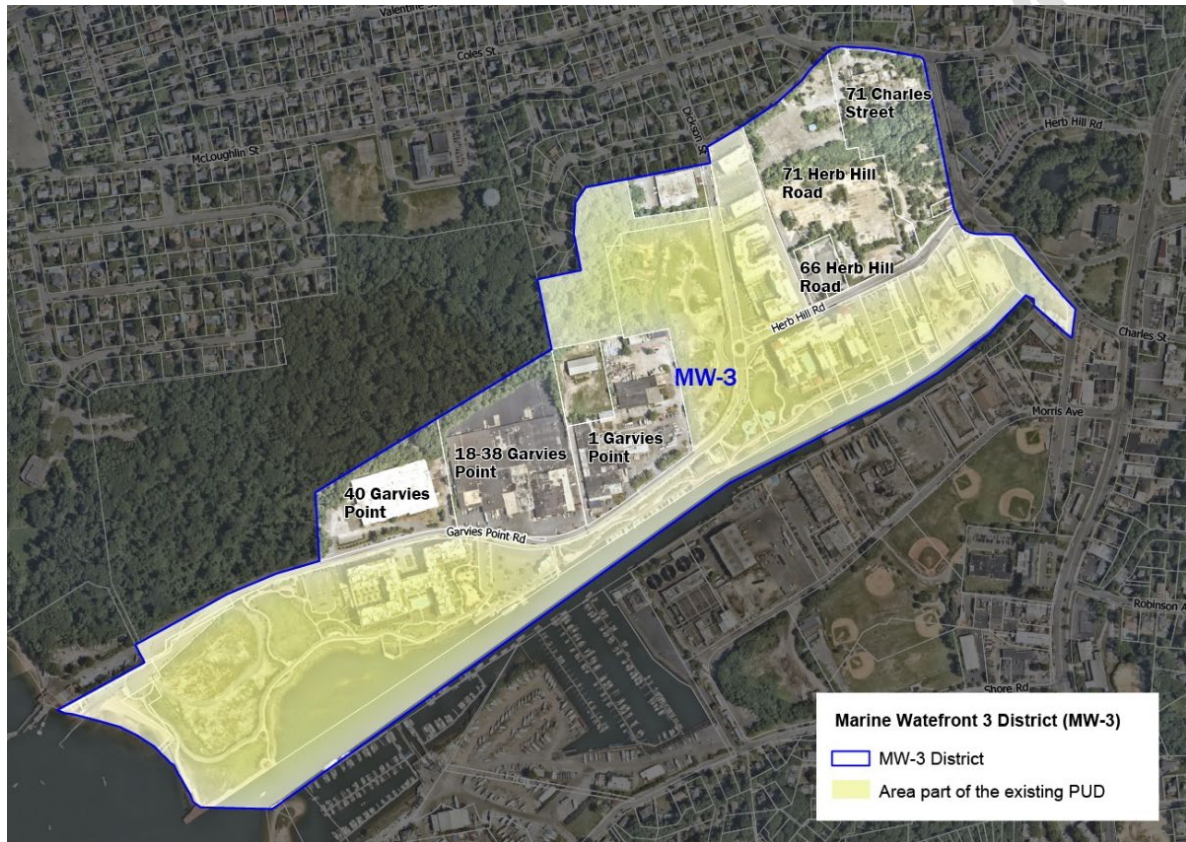 Valentine
Coles St
McLoughlin St
Dickson St
71 Charles
Street
Herb Hill Rd
71 Herb Hill
Road
66 Herb Hill
Road
Herb Hill Rd
Charles St
MW-3
Morris Ave
1 Garvies
Point
18-38 Garvies
Point
40 Garvies
Point
Garvies Point Rd
Robinson A
Shore Rd
Marine Watefront 3 District (MW-3)
MW-3 District
Area part of the existing PUD